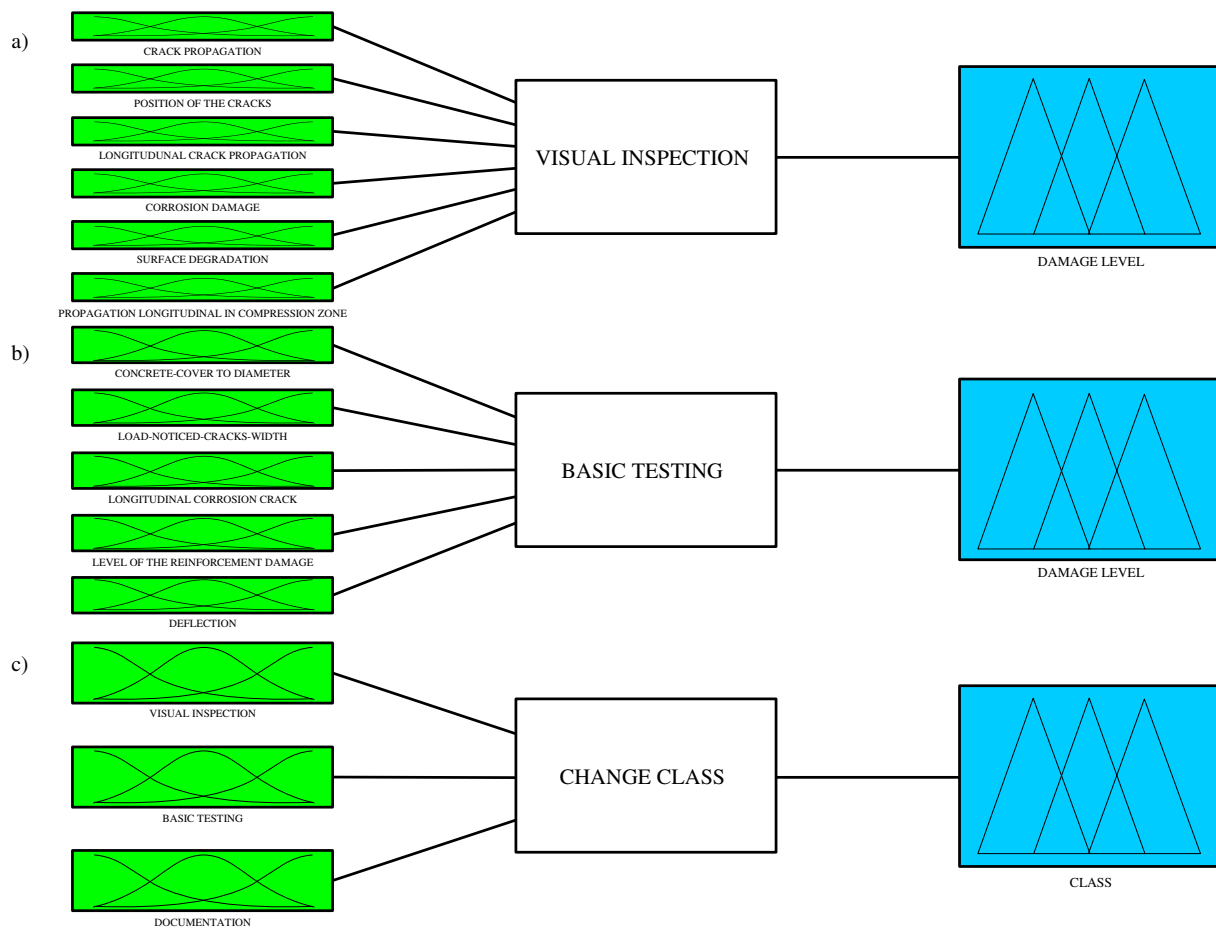 a)
CRACK PROPAGATION
POSITION OF THE CRACKS
LONGITUDUNAL CRACK PROPAGATION
CORROSION DAMAGE
SURFACE DEGRADATION
PROPAGATION LONGITUDINAL IN COMPRESSION ZONE
VISUAL INSPECTION
DAMAGE LEVEL
b)
CONCRETE-COVER TO DIAMETER
LOAD-NOTICED-CRACKS-WIDTH
LONGITUDINAL CORROSION CRACK
LEVEL OF THE REINFORCEMENT DAMAGE
DEFLECTION
BASIC TESTING
DAMAGE LEVEL
c)
VISUAL INSPECTION
BASIC TESTING
DOCUMENTATION
CHANGE CLASS
CLASS